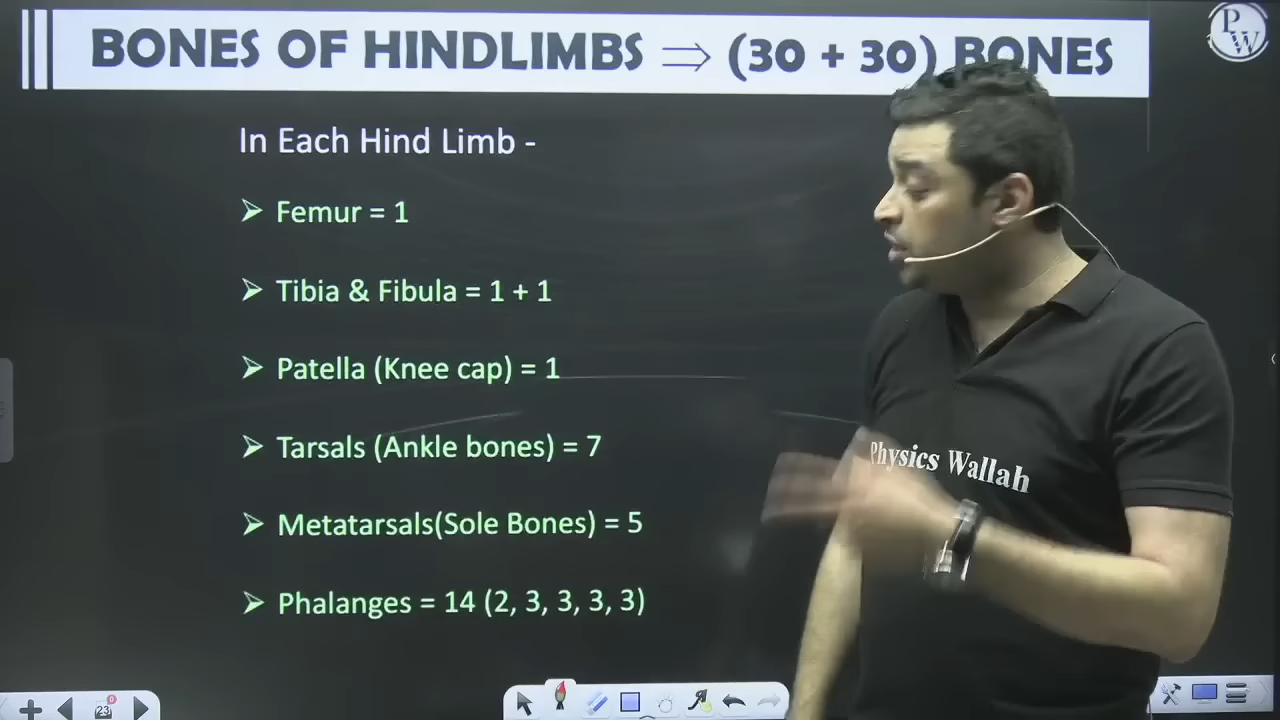 BONES OF HINDLIMBS ⇒ (30 + 30) BONES
PW
In Each Hind Limb -
➢ Femur = 1
➢ Tibia & Fibula = 1 + 1
➢ Patella (Knee cap) = 1
➢ Tarsals (Ankle bones) = 7
➢ Metatarsals(Sole Bones) = 5
➢ Phalanges = 14 (2, 3, 3, 3, 3)
Physics Wallah
23